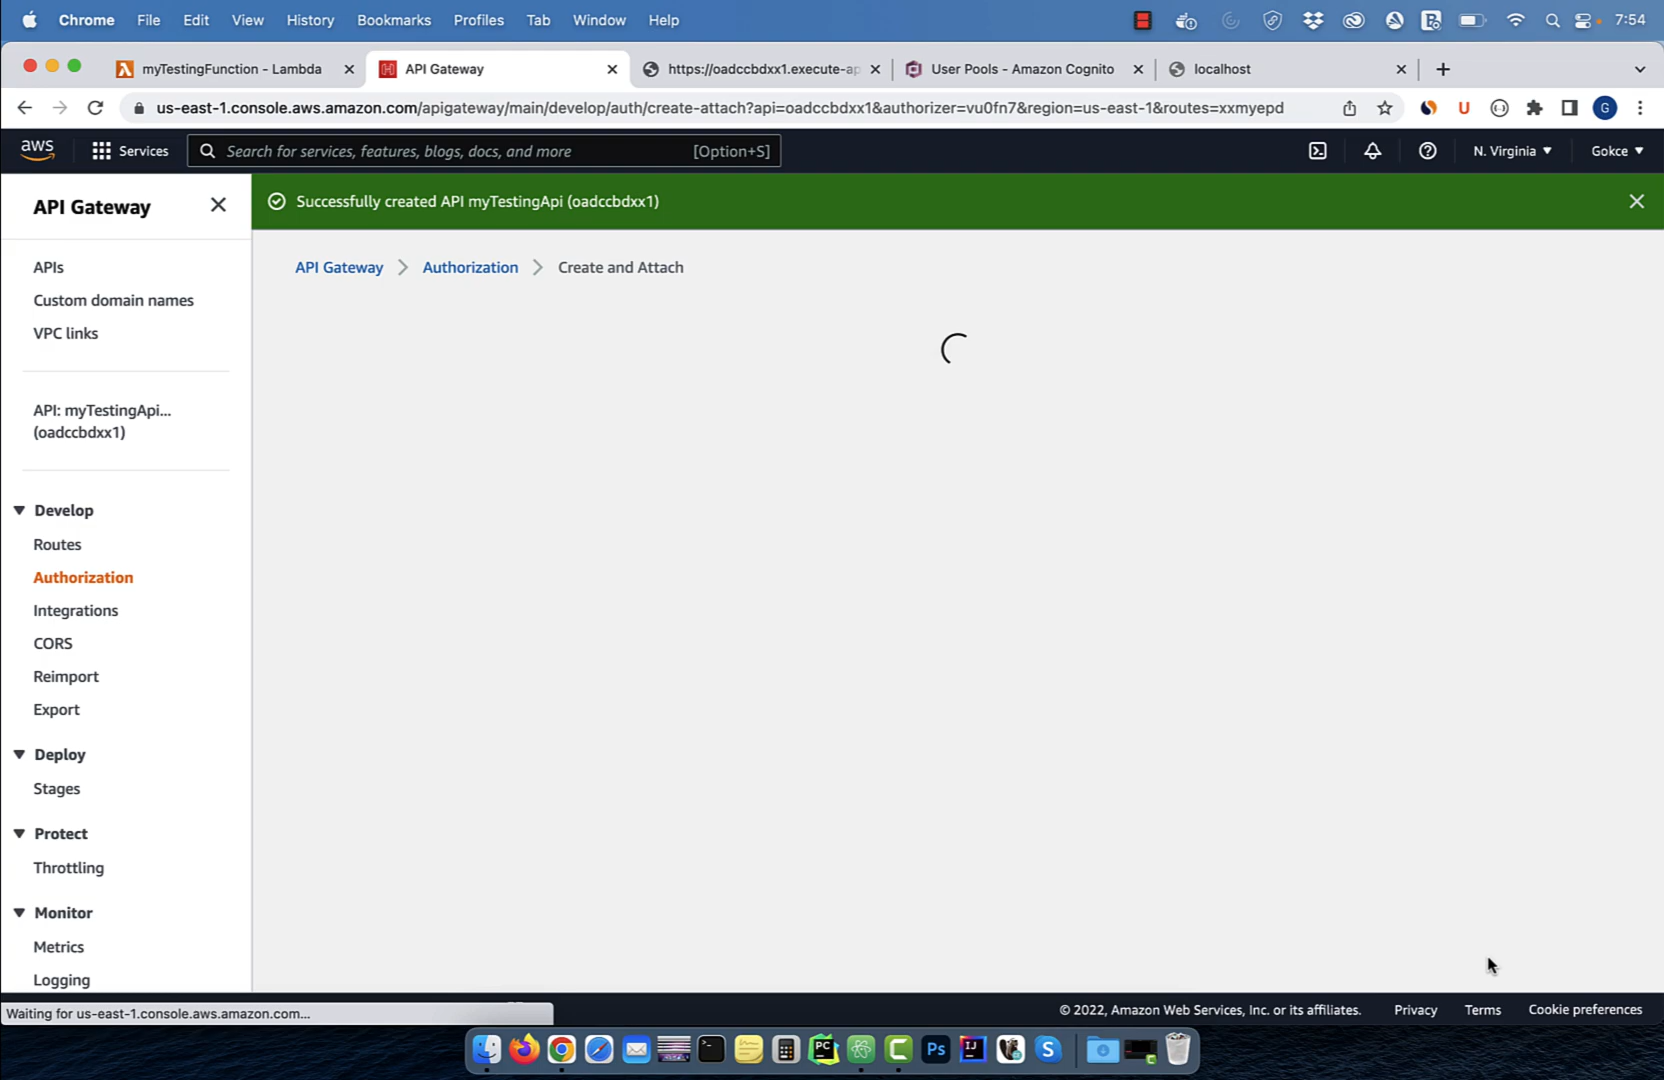 Chrome File Edit View History Bookmarks Profiles Tab Window Help 7:54
myTestingFunction - Lambda API Gateway https://oadccbdxx1.execute-ap User Pools - Amazon Cognito localhost
us-east-1.console.aws.amazon.com/apigateway/main/develop/auth/create-attach?api=oadccbdxx1&authorizer=vu0fn7&region=us-east-1&routes=xxmyepd U G
aws Services Search for services, features, blogs, docs, and more [Option+S] N. Virginia Gokce
API Gateway
Successfully created API myTestingApi (oadccbdxx1)
API Gateway Authorization Create and Attach
APIs
Custom domain names
VPC links
API: myTestingApi...
(oadccbdxx1)
Develop
Routes
Authorization
Integrations
CORS
Reimport
Export
Deploy
Stages
Protect
Throttling
Monitor
Metrics
Logging
Waiting for us-east-1.console.aws.amazon.com...
© 2022, Amazon Web Services, Inc. or its affiliates. Privacy Terms Cookie preferences
PC Ps IJ S